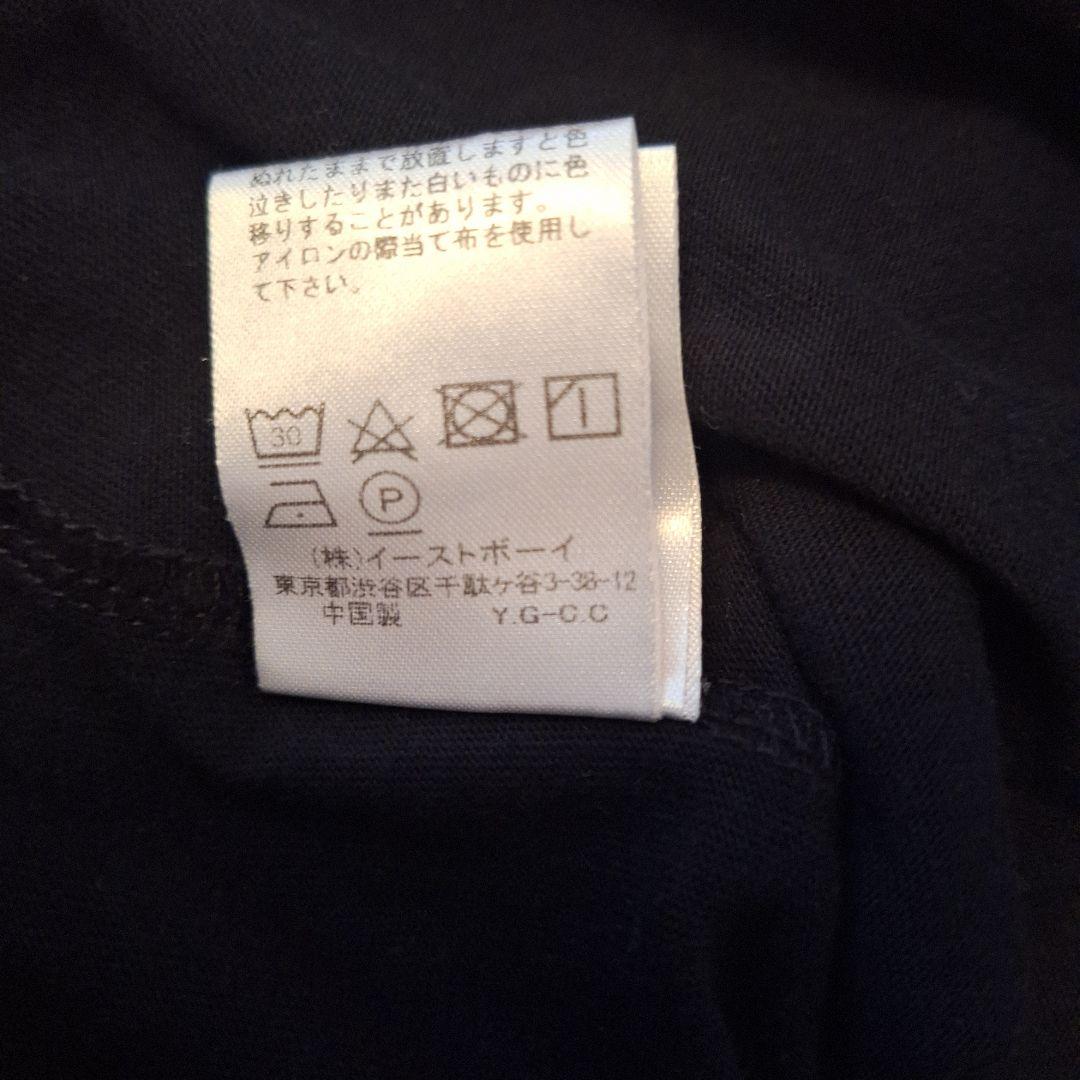 ぬれたままで放置しますと色
泣きしたりまた白いものに色
移りすることがあります。
アイロンの際当て布を使用し
て下さい。
30
P
(株)イーストボーイ
東京都渋谷区千駄ヶ谷3-38-12
中国製 Y.G-C.C